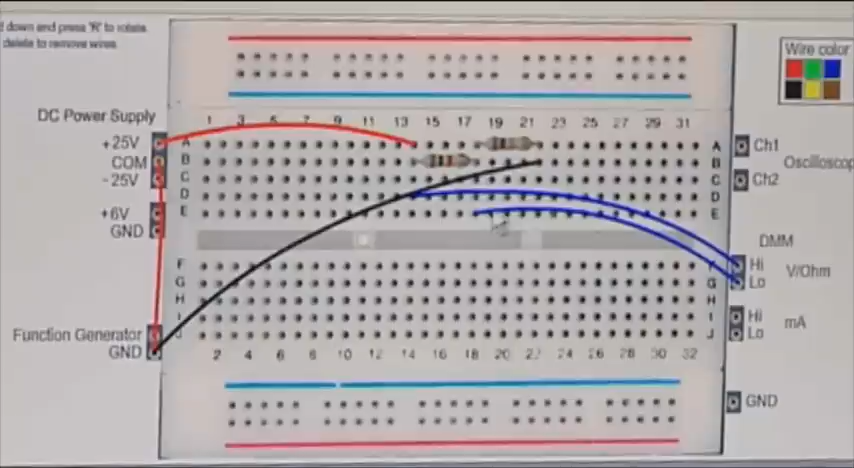 d down and press 'R' to rotate.
delete to remove wires.
Wire color
DC Power Supply
1 3 5 7 9 11 13 15 17 19 21 23 25 27 29 31
+25V A A Ch1
COM B B Oscilloscop
-25V C C Ch2
D D
+6V E E
GND
DMM
F Hi
G G Lo V/Ohm
H H
I I Hi mA
Function Generator J J Lo
GND 2 4 6 8 10 12 14 16 18 20 22 24 26 28 30 32
GND